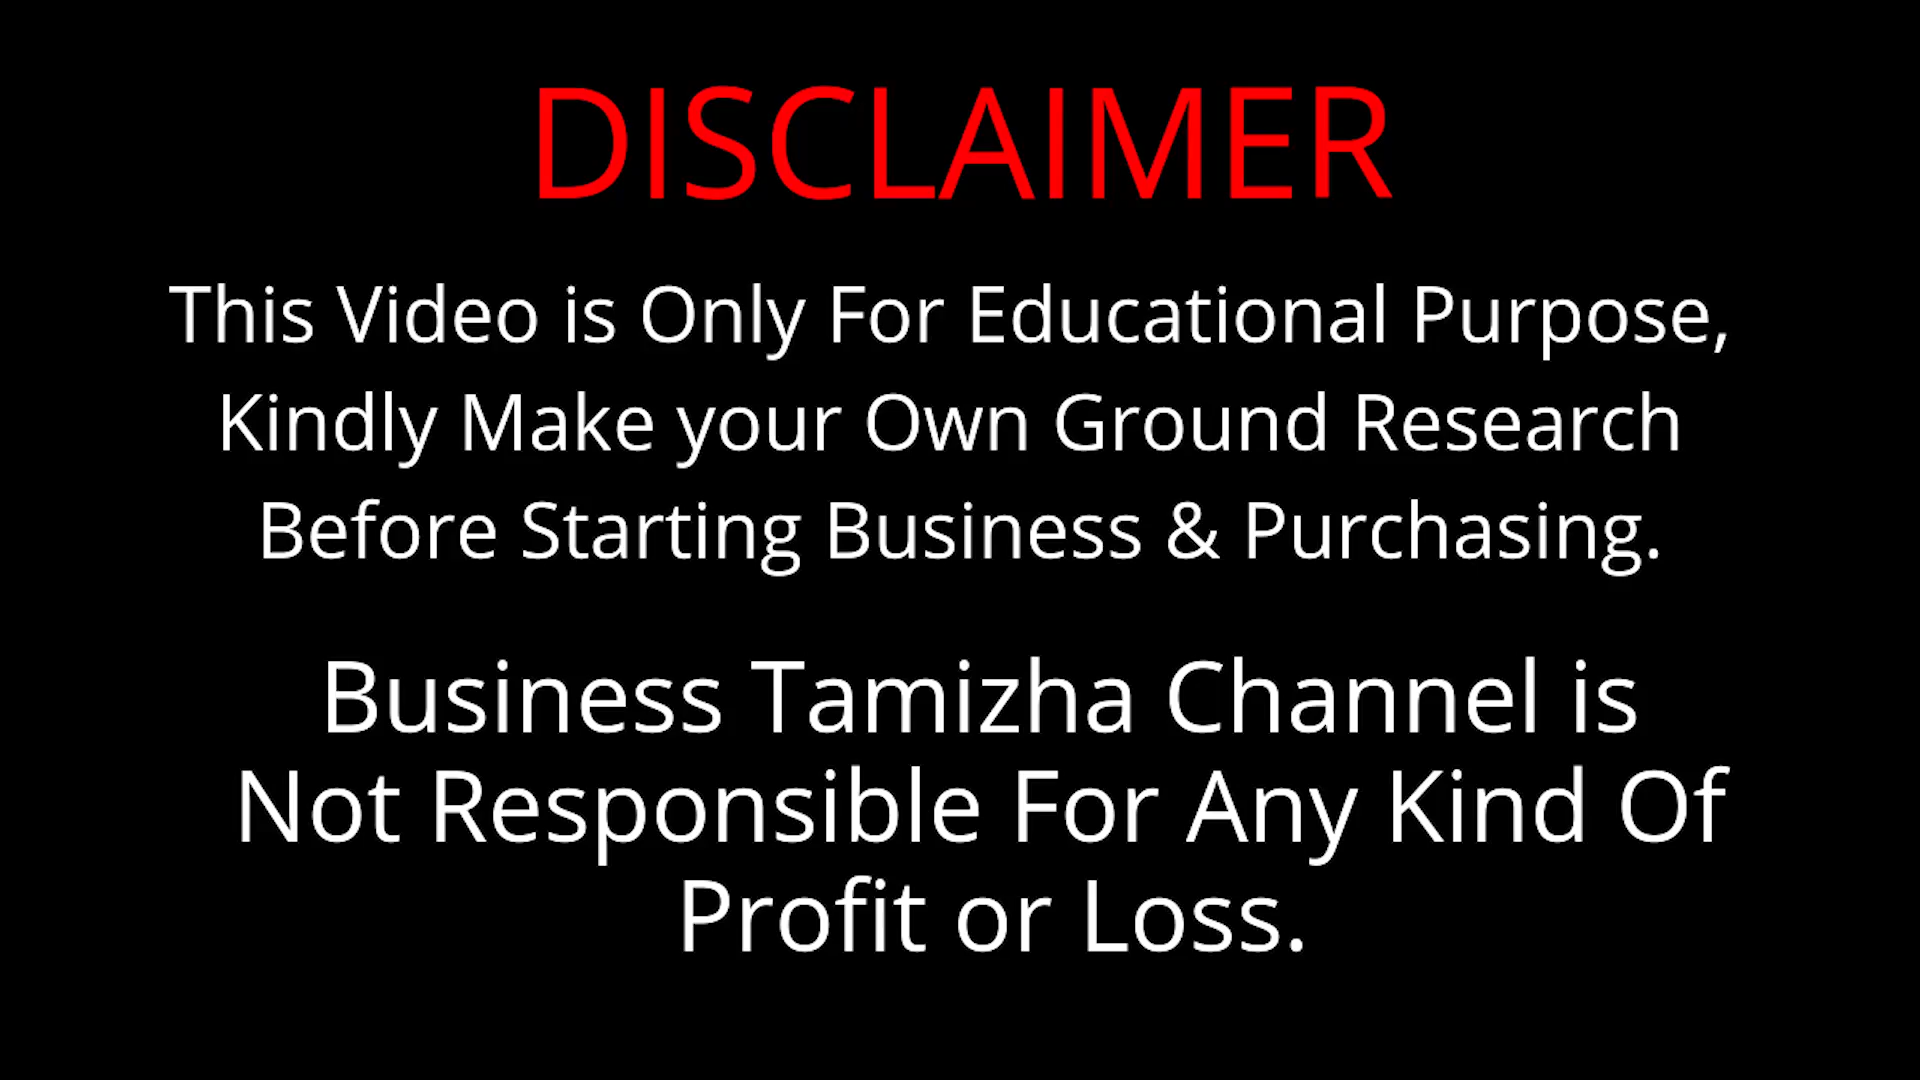 DISCLAIMER
This Video is Only For Educational Purpose,
Kindly Make your Own Ground Research
Before Starting Business & Purchasing.
Business Tamizha Channel is
Not Responsible For Any Kind Of
Profit or Loss.